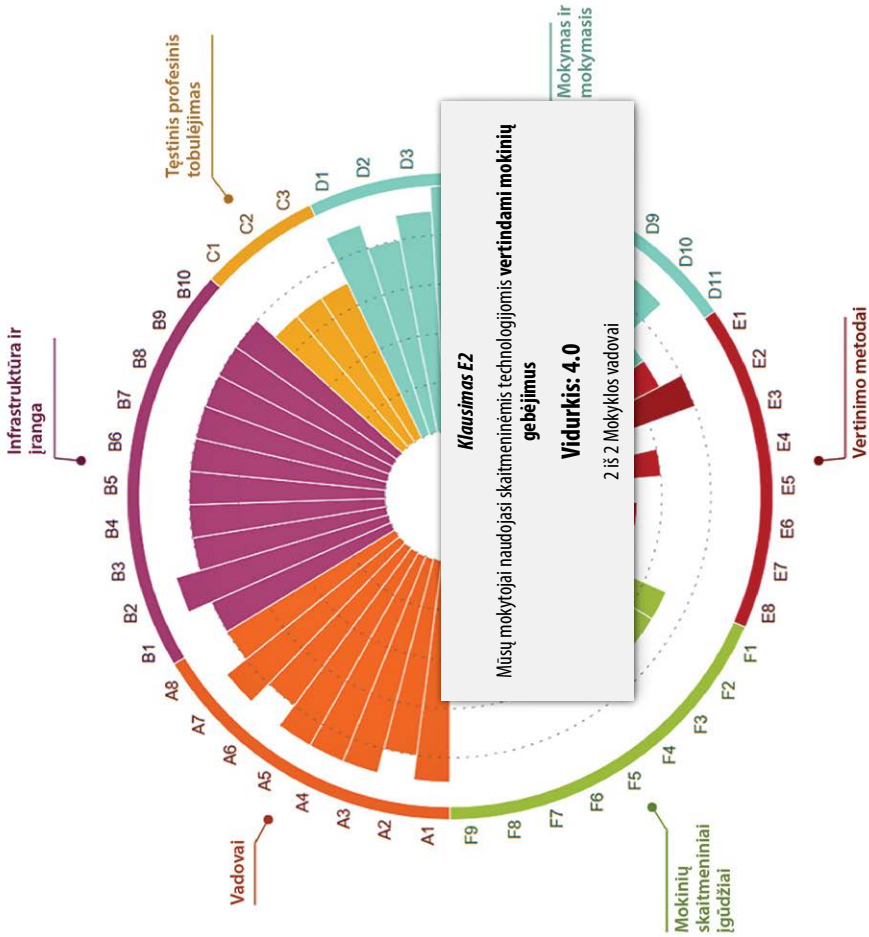 Infrastruktūra ir
įranga
Tęstinis profesinis
tobulėjimas
Mokymas ir
mokymasis
Vadovai
Mokinių
skaitmeniniai
įgūdžiai
Vertinimo metodai
A1
A2
A3
A4
A5
A6
A7
A8
B1
B2
B3
B4
B5
B6
B7
B8
B9
B10
C1
C2
C3
D1
D2
D3
D9
D10
D11
E1
E2
E3
E4
E5
E6
E7
E8
F1
F2
F3
F4
F5
F6
F7
F8
F9
Klausimas E2
Mūsų mokytojai naudojasi skaitmeninėmis technologijomis vertindami mokinių
gebėjimus
Vidurkis: 4.0
2 iš 2 Mokyklos vadovai